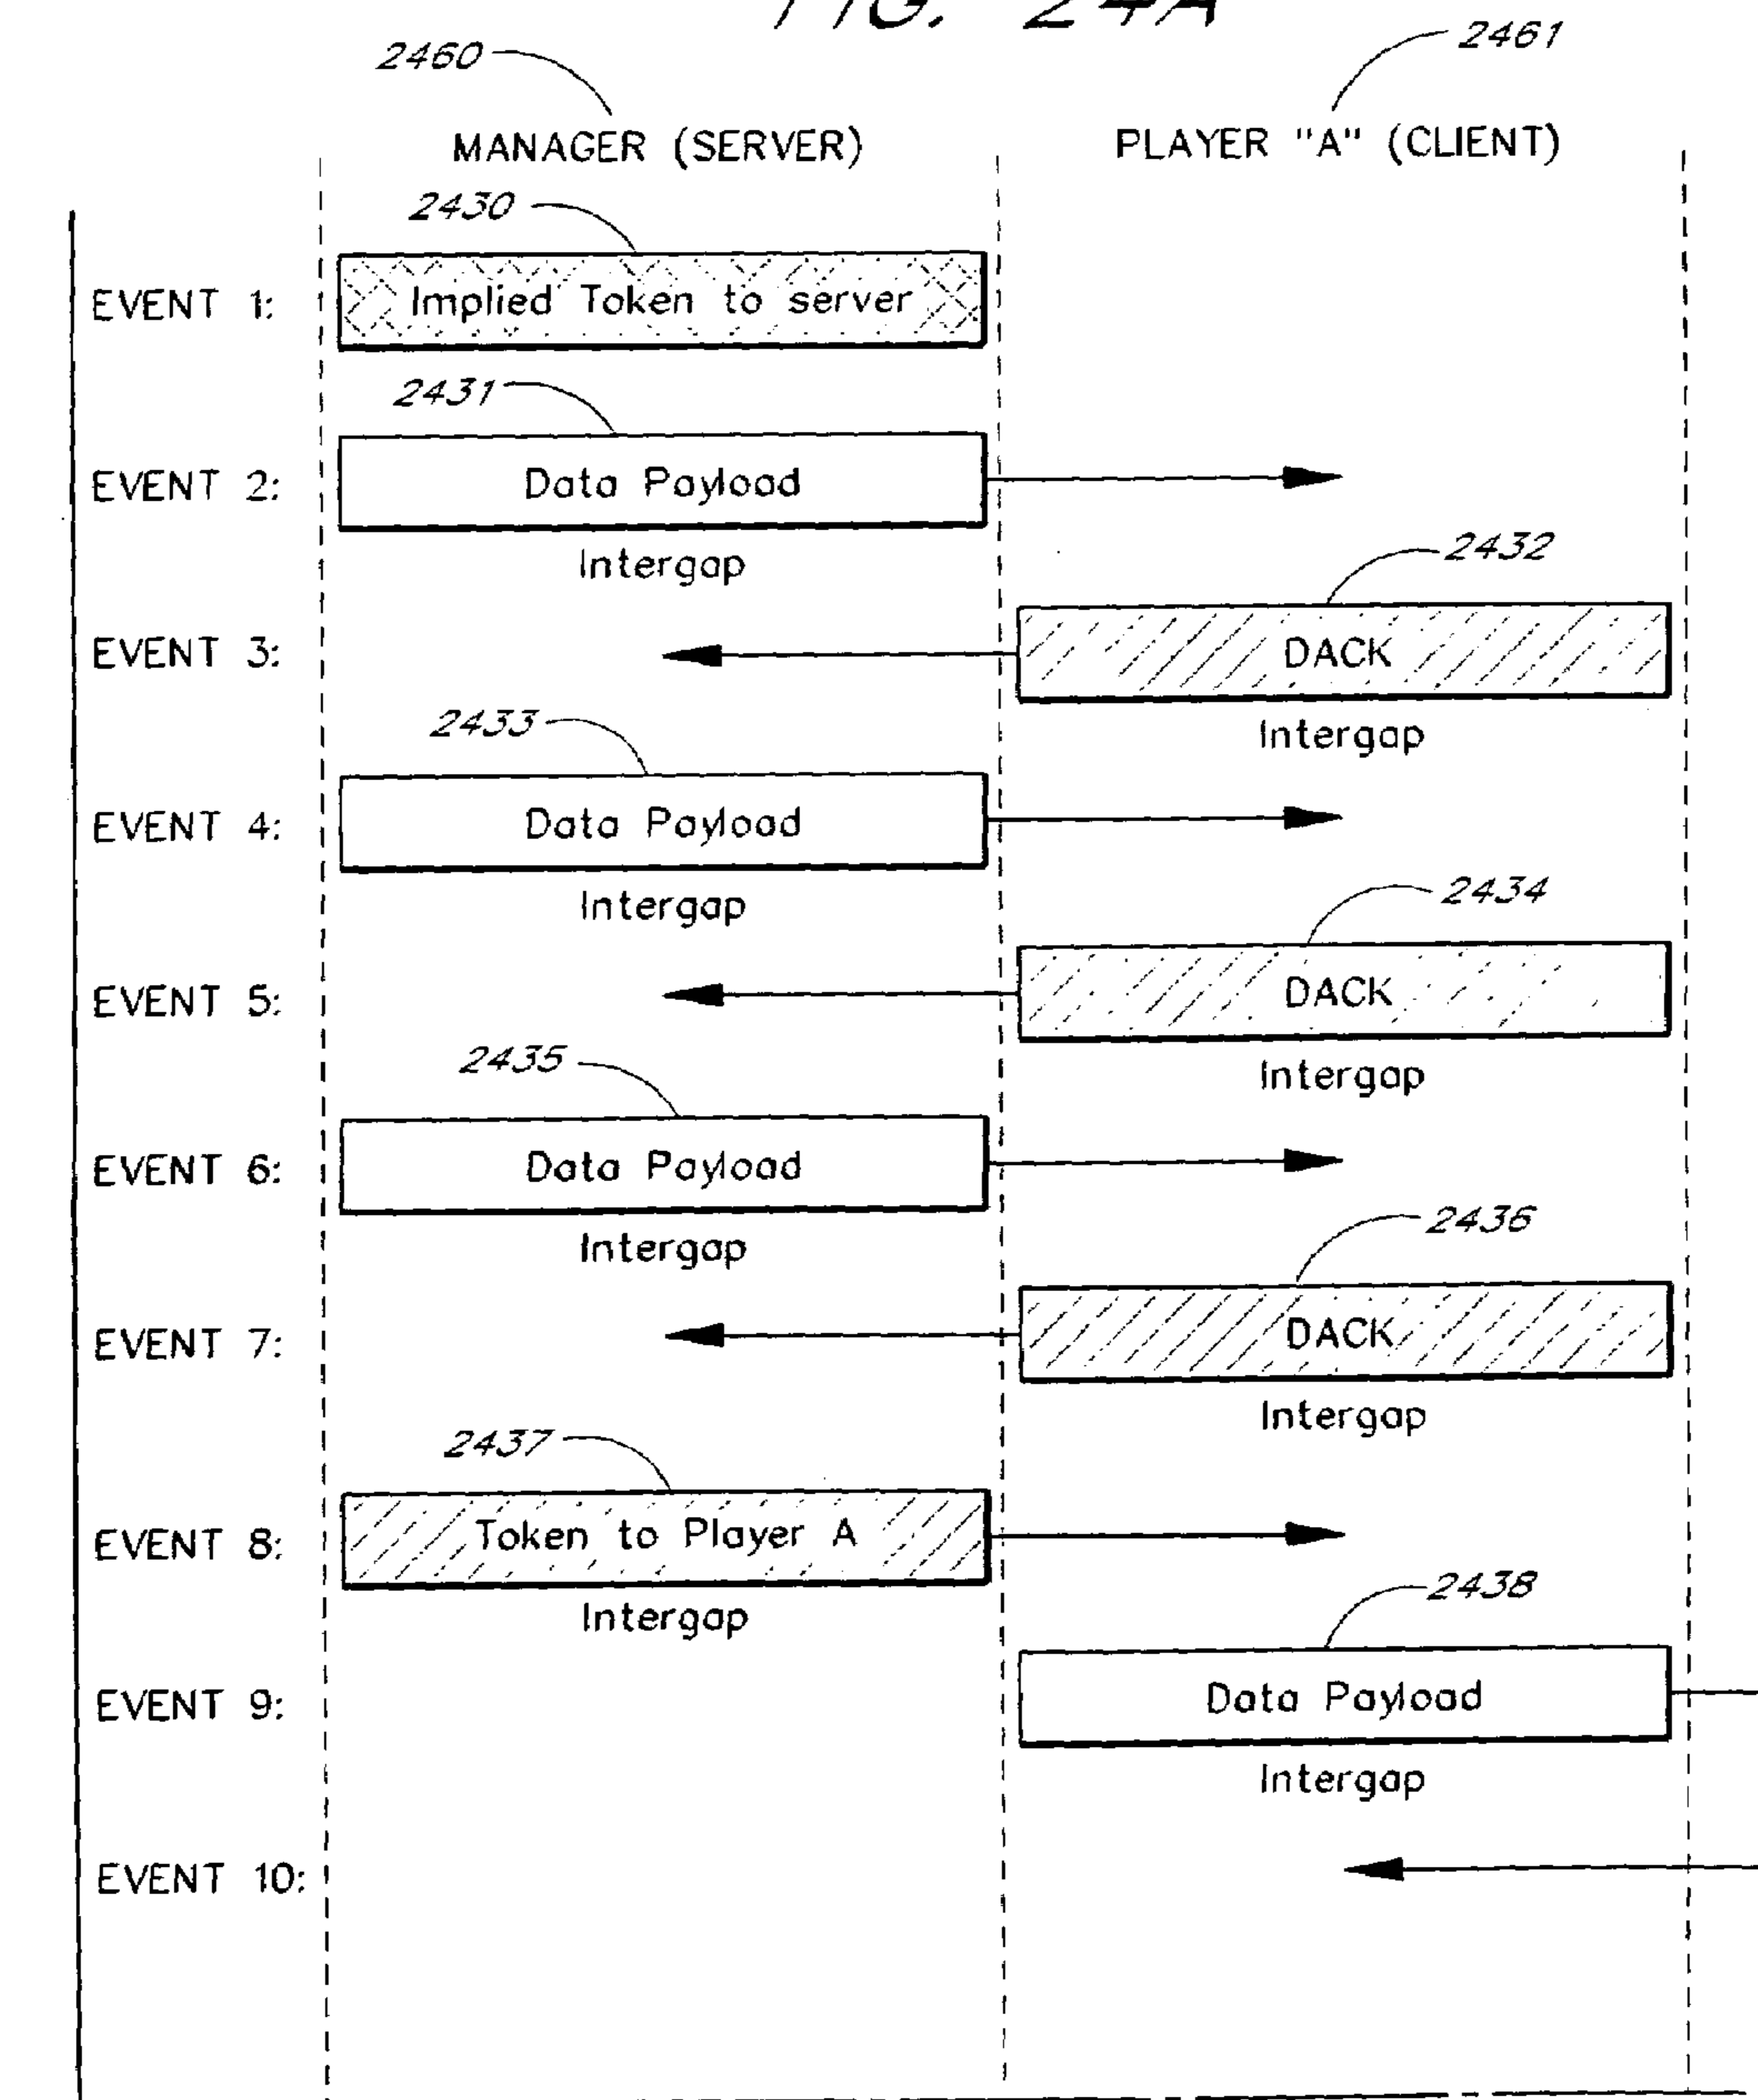 FIG. 24A
2460
2461
MANAGER (SERVER)
PLAYER "A" (CLIENT)
2430
EVENT 1:
Implied Token to server
2431
EVENT 2:
Data Payload
Intergap
2432
EVENT 3:
DACK
Intergap
2433
EVENT 4:
Data Payload
Intergap
2434
EVENT 5:
DACK
Intergap
2435
EVENT 6:
Data Payload
Intergap
2436
EVENT 7:
DACK
Intergap
2437
EVENT 8:
Token to Player A
Intergap
2438
EVENT 9:
Data Payload
Intergap
EVENT 10: